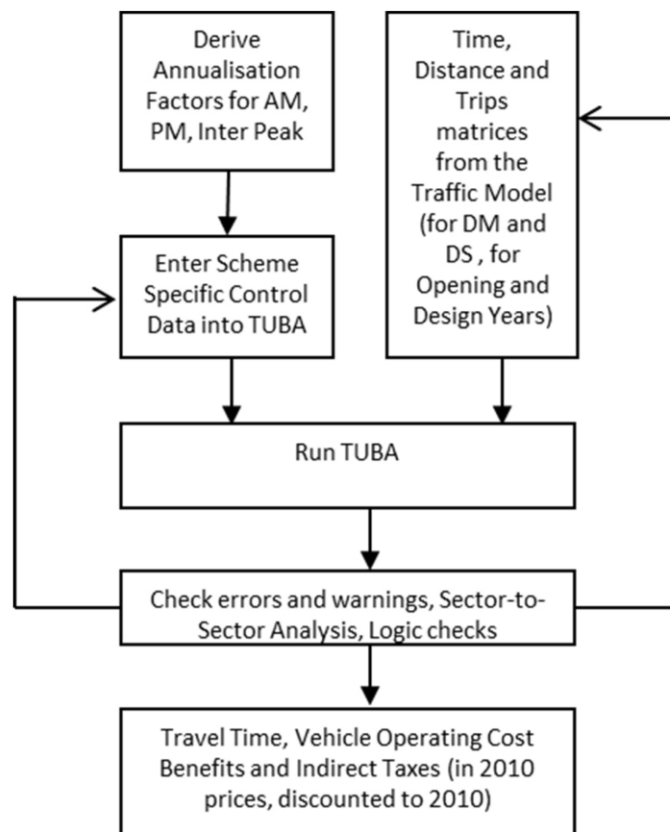 Derive
Annualisation
Factors for AM,
PM, Inter Peak
Time,
Distance and
Trips
matrices
from the
Traffic Model
(for DM and
DS , for
Opening and
Design Years)
Enter Scheme
Specific Control
Data into TUBA
Run TUBA
Check errors and warnings, Sector-to-
Sector Analysis, Logic checks
Travel Time, Vehicle Operating Cost
Benefits and Indirect Taxes (in 2010
prices, discounted to 2010)